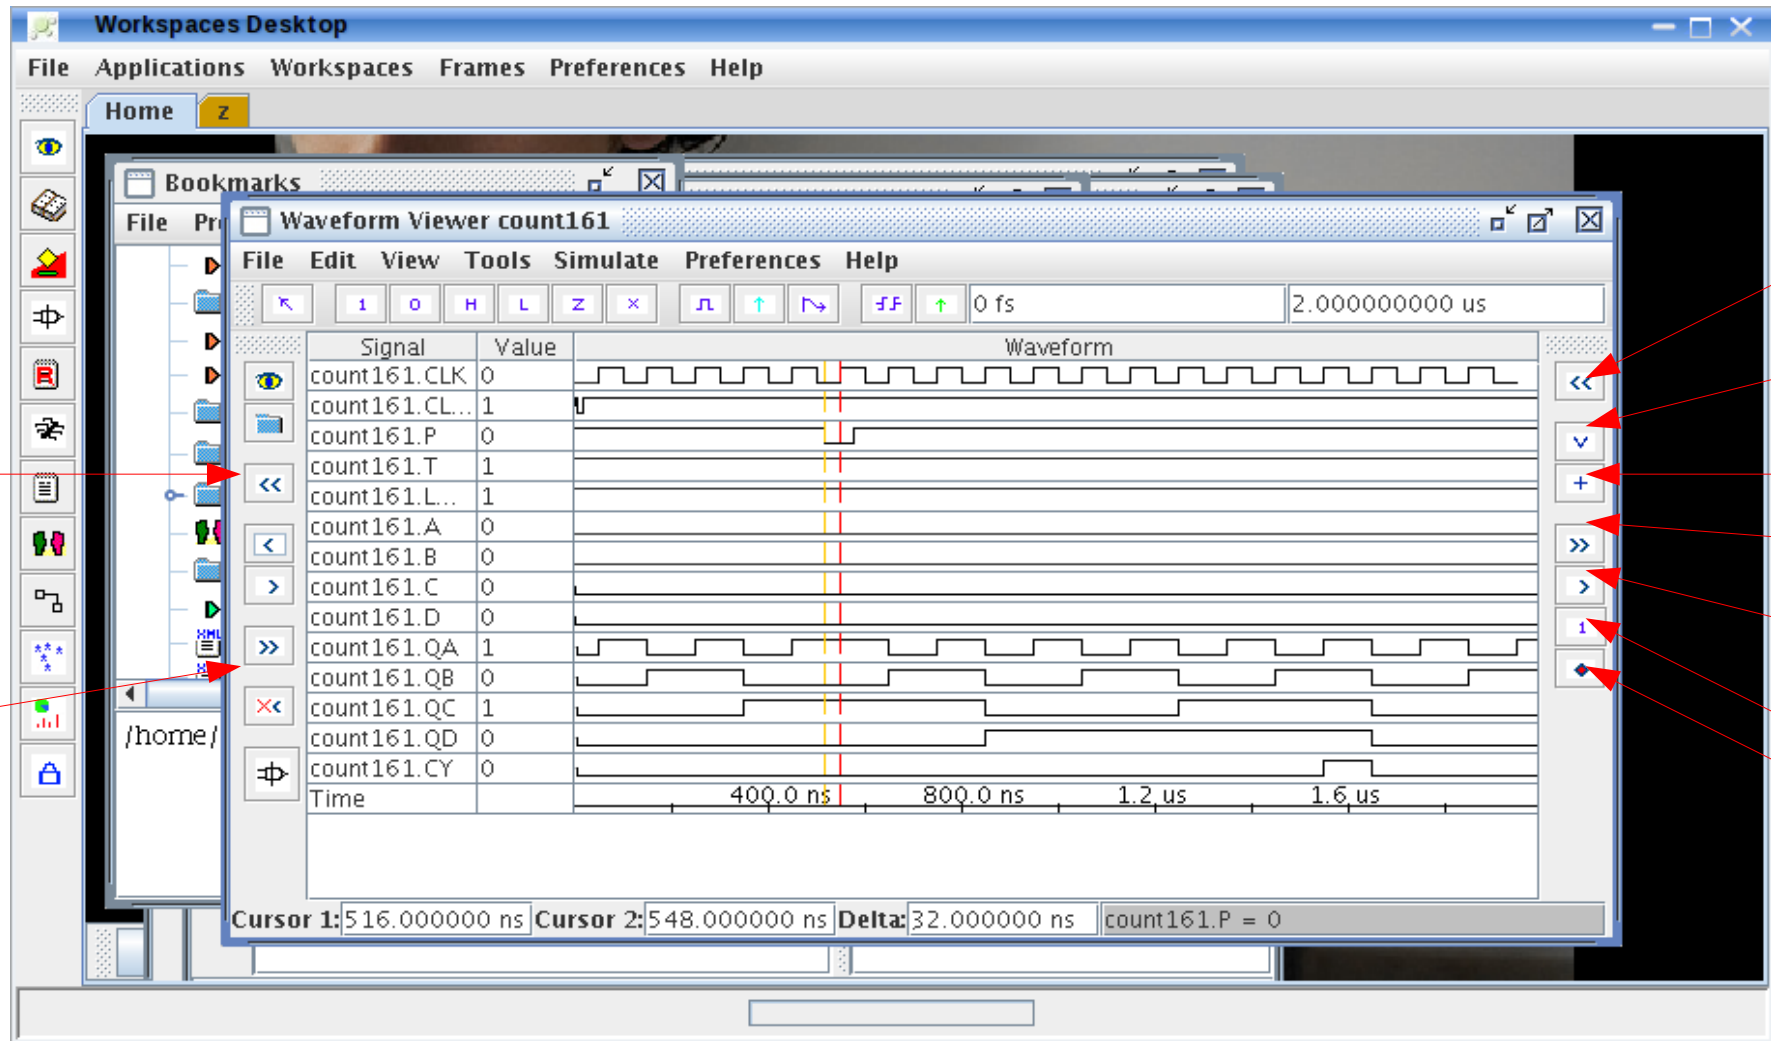 Workspaces Desktop
File Applications Workspaces Frames Preferences Help
Home z
Bookmarks
File
Waveform Viewer count161
File Edit View Tools Simulate Preferences Help
1 0 H L Z X 0 fs 2.000000000 us
Signal Value Waveform
count161.CLK 0
count161.CL... 1
count161.P 0
count161.T 1
count161.L... 1
count161.A 0
count161.B 0
count161.C 0
count161.D 0
count161.QA 1
count161.QB 0
count161.QC 1
count161.QD 0
count161.CY 0
Time 400.0 ns 800.0 ns 1.2 us 1.6 us
<< < > >> X<
<< v + >> > 1
R
XML
/home/
Cursor 1: 516.000000 ns Cursor 2: 548.000000 ns Delta: 32.000000 ns count161.P = 0